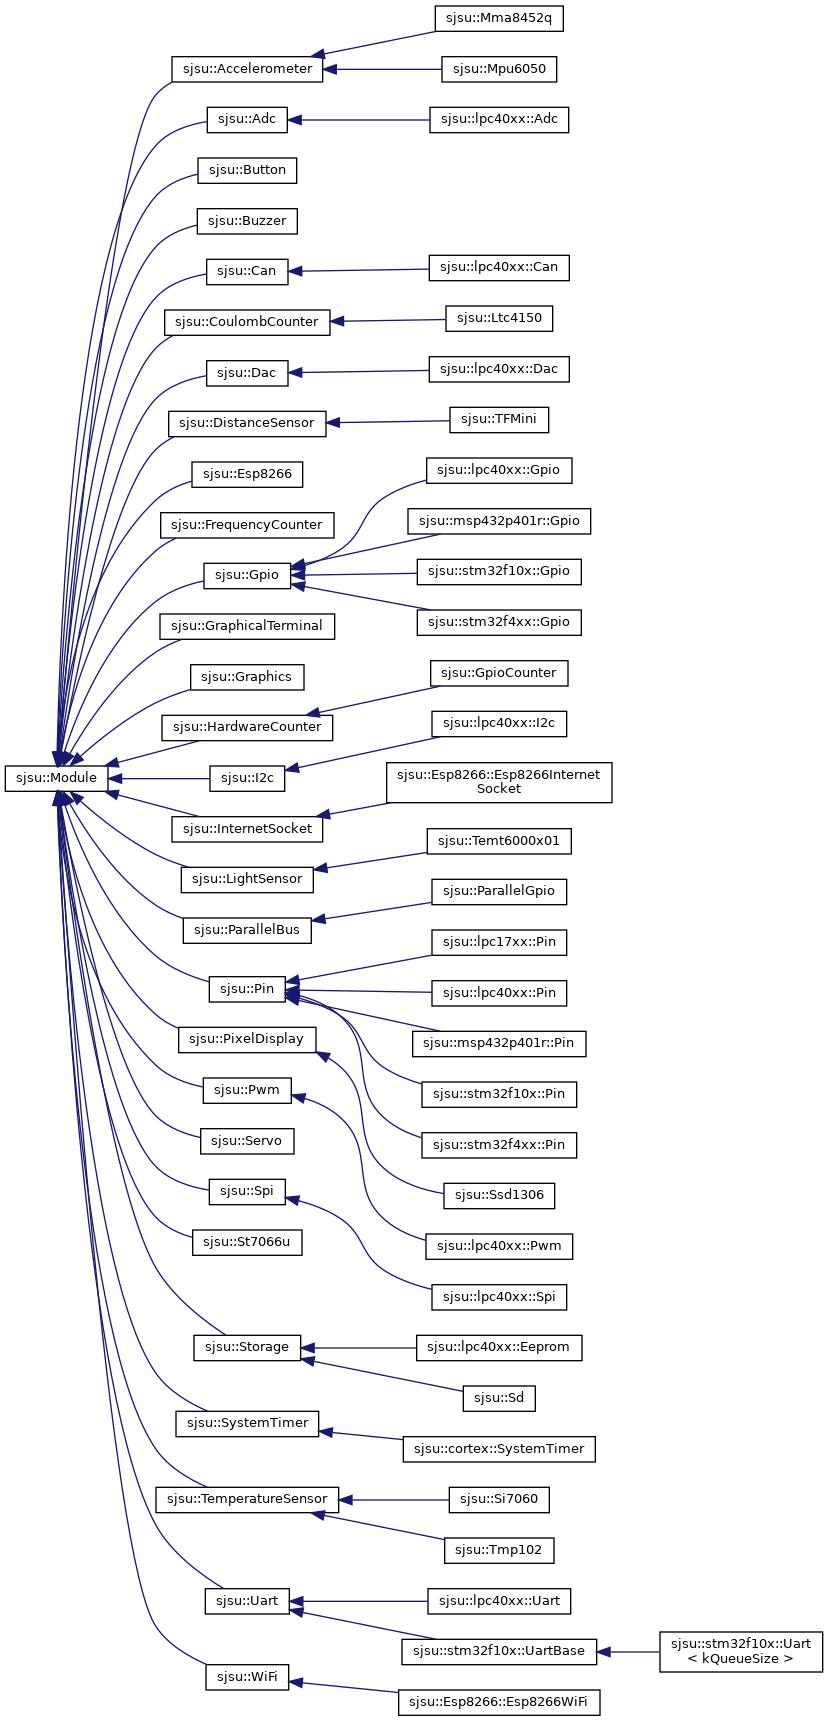 sjsu::Mma8452q
sjsu::Accelerometer
sjsu::Mpu6050
sjsu::Adc
sjsu::lpc40xx::Adc
sjsu::Button
sjsu::Buzzer
sjsu::Can
sjsu::lpc40xx::Can
sjsu::CoulombCounter
sjsu::Ltc4150
sjsu::Dac
sjsu::lpc40xx::Dac
sjsu::DistanceSensor
sjsu::TFMini
sjsu::Esp8266
sjsu::lpc40xx::Gpio
sjsu::FrequencyCounter
sjsu::msp432p401r::Gpio
sjsu::Gpio
sjsu::stm32f10x::Gpio
sjsu::GraphicalTerminal
sjsu::stm32f4xx::Gpio
sjsu::Graphics
sjsu::GpioCounter
sjsu::HardwareCounter
sjsu::lpc40xx::I2c
sjsu::Module
sjsu::I2c
sjsu::Esp8266::Esp8266Internet
Socket
sjsu::InternetSocket
sjsu::Temt6000x01
sjsu::LightSensor
sjsu::ParallelGpio
sjsu::ParallelBus
sjsu::lpc17xx::Pin
sjsu::Pin
sjsu::lpc40xx::Pin
sjsu::PixelDisplay
sjsu::msp432p401r::Pin
sjsu::Pwm
sjsu::stm32f10x::Pin
sjsu::Servo
sjsu::stm32f4xx::Pin
sjsu::Spi
sjsu::Ssd1306
sjsu::St7066u
sjsu::lpc40xx::Pwm
sjsu::lpc40xx::Spi
sjsu::Storage
sjsu::lpc40xx::Eeprom
sjsu::Sd
sjsu::SystemTimer
sjsu::cortex::SystemTimer
sjsu::TemperatureSensor
sjsu::Si7060
sjsu::Tmp102
sjsu::Uart
sjsu::lpc40xx::Uart
sjsu::stm32f10x::UartBase
sjsu::stm32f10x::Uart
< kQueueSize >
sjsu::WiFi
sjsu::Esp8266::Esp8266WiFi